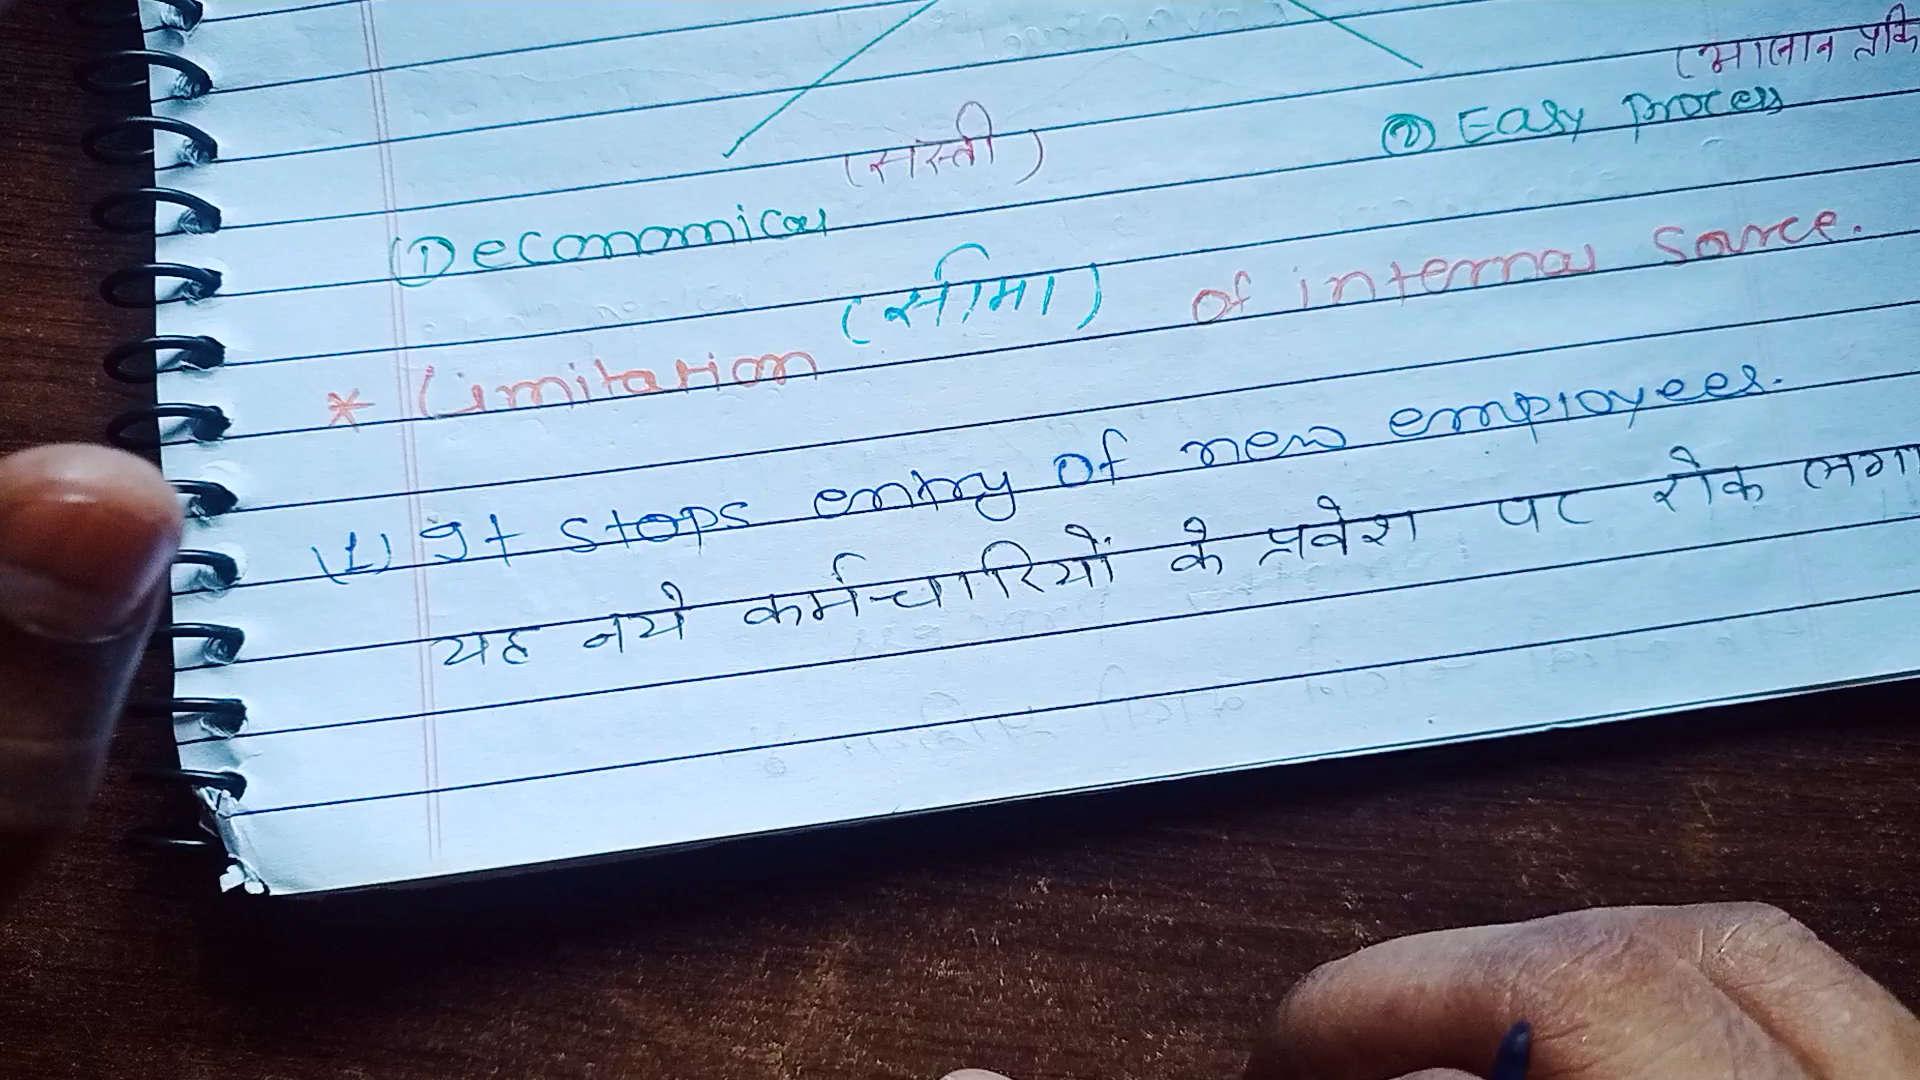 (आसान
(सस्ती)
② Easy process
① economical
* Limitation (सीमा) of internal source.
(1) It stops entry of new employees.
यह नये कर्मचारियों के प्रवेश पर रोक लगा